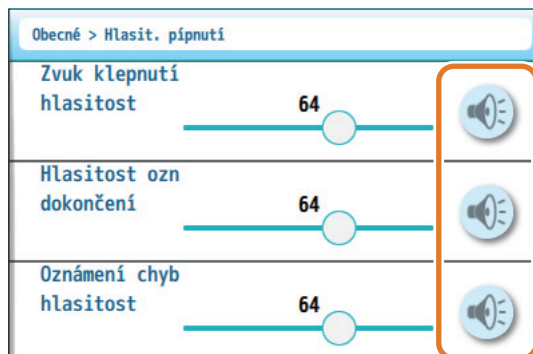 Obecné > Hlasit. pípnutí
Zvuk klepnutí
hlasitost
64
Hlasitost ozn
dokončení
64
Oznámení chyb
hlasitost
64